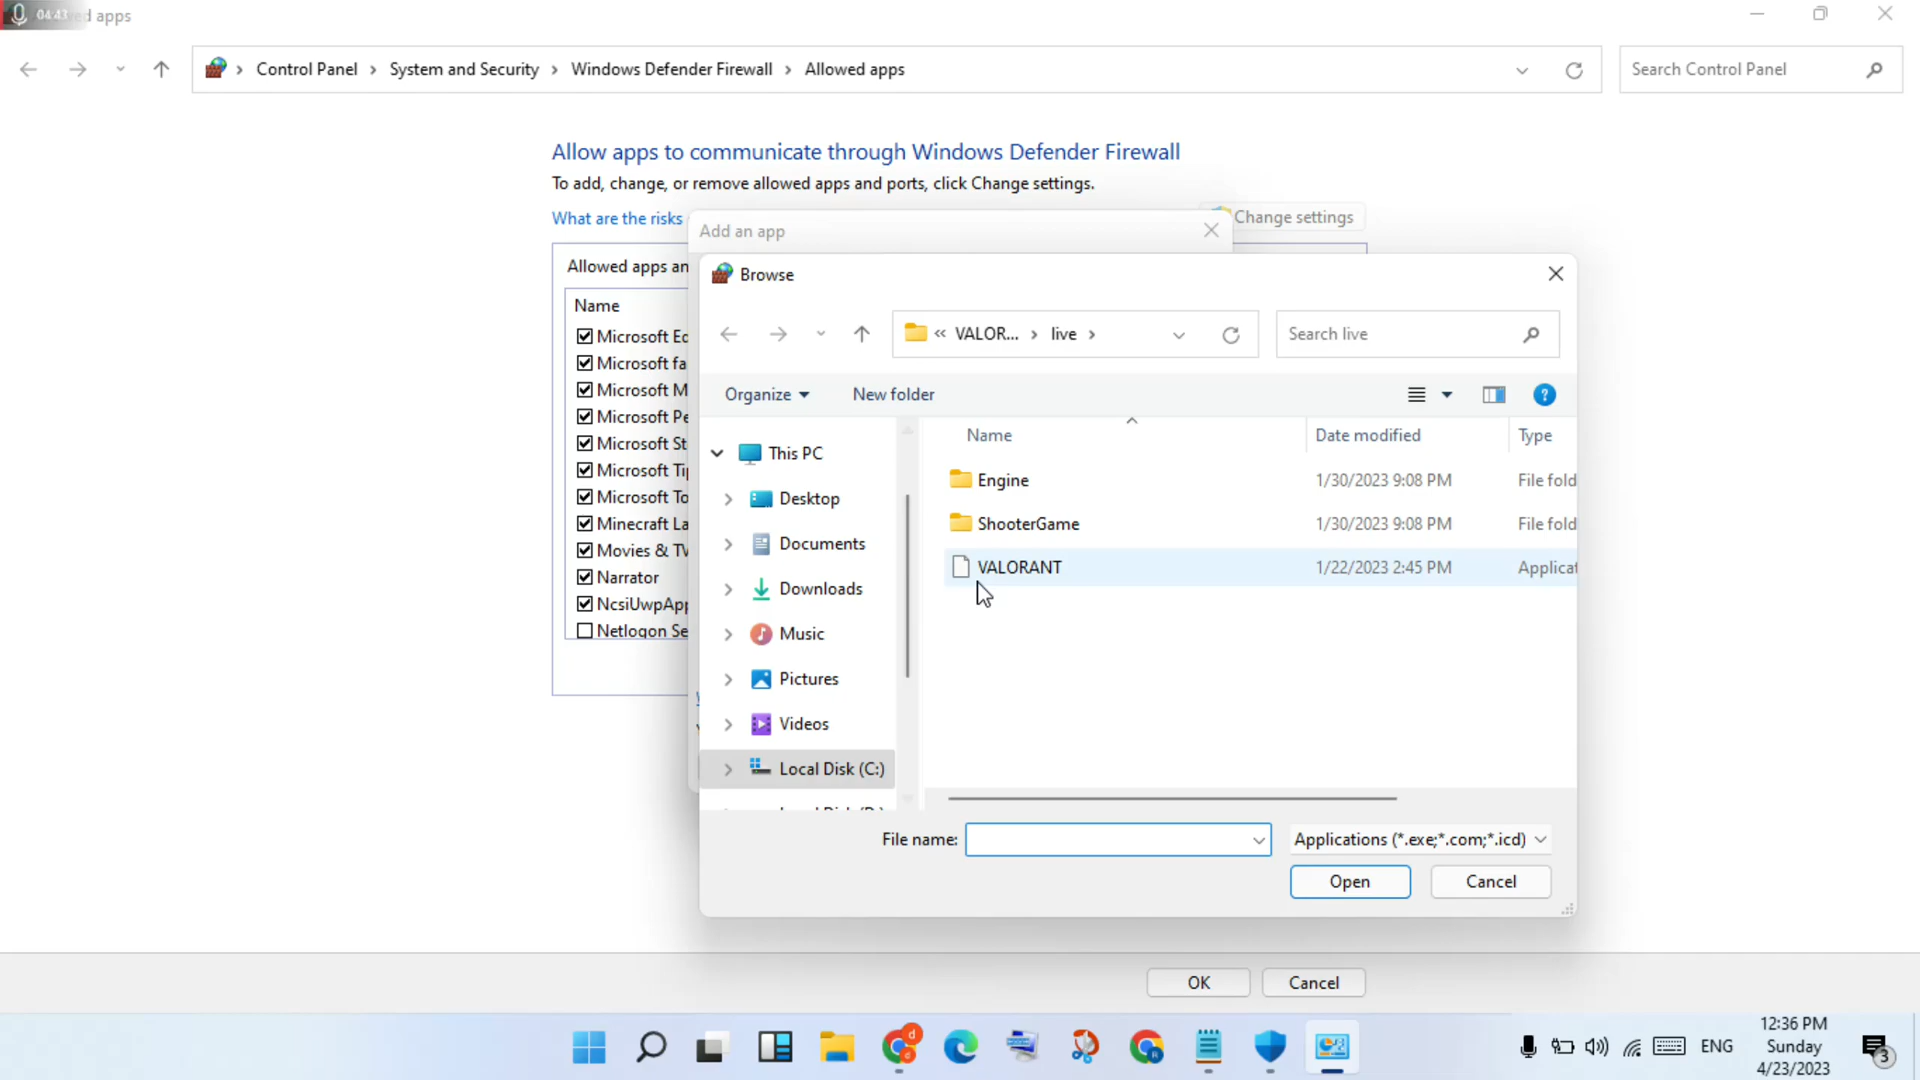 04:43 ed apps
Control Panel > System and Security > Windows Defender Firewall > Allowed apps
Search Control Panel
Allow apps to communicate through Windows Defender Firewall
To add, change, or remove allowed apps and ports, click Change settings.
What are the risks
Change settings
Add an app
Allowed apps an
Browse
Name
« VALOR... > live >
Search live
Microsoft Ed
Microsoft fa
Microsoft M
Microsoft Pe
Microsoft St
Microsoft Tip
Microsoft To
Minecraft La
Movies & TV
Narrator
NcsiUwpApp
Netlogon Se
Organize
New folder
Name
Date modified
Type
This PC
Desktop
Documents
Downloads
Music
Pictures
Videos
Local Disk (C:)
Engine 1/30/2023 9:08 PM File fold
ShooterGame 1/30/2023 9:08 PM File fold
VALORANT 1/22/2023 2:45 PM Applicat
File name:
Applications (*.exe;*.com;*.icd)
Open
Cancel
OK
Cancel
ENG
12:36 PM
Sunday
4/23/2023
3